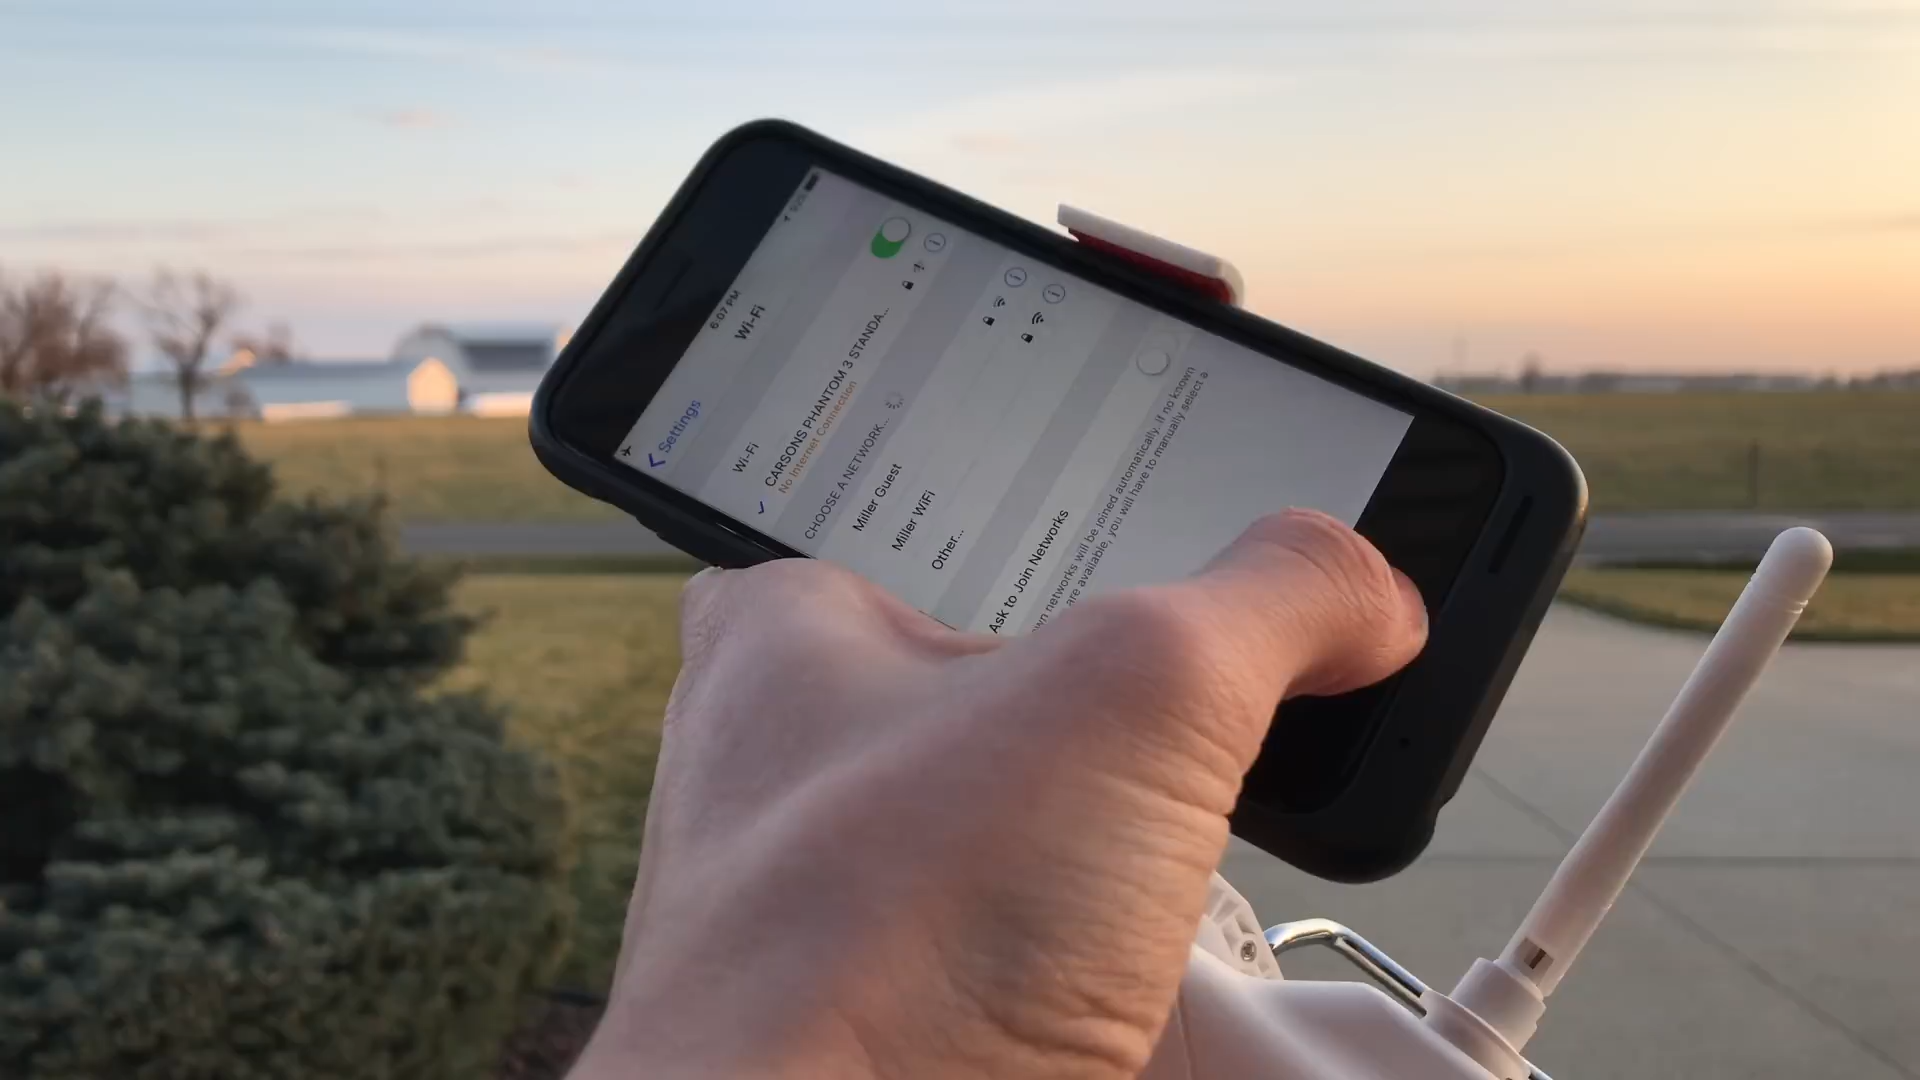 6:07 PM
Settings
Wi-Fi
Wi-Fi
CARSONS PHANTOM 3 STANDA...
No Internet Connection
CHOOSE A NETWORK...
Miller Guest
Miller WiFi
Other...
Ask to Join Networks
own networks will be joined automatically. If no known
are available, you will have to manually select a